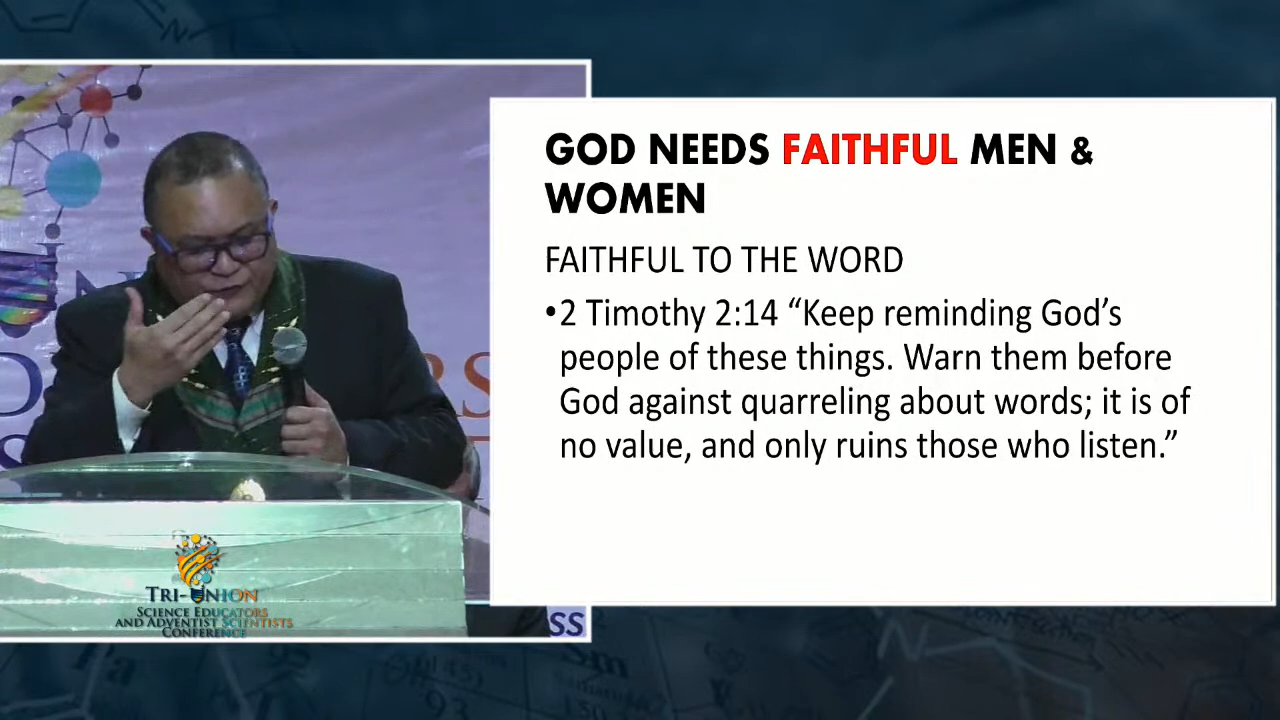 GOD NEEDS FAITHFUL MEN &
WOMEN
FAITHFUL TO THE WORD
•2 Timothy 2:14 “Keep reminding God’s
people of these things. Warn them before
God against quarreling about words; it is of
no value, and only ruins those who listen.”
TRI-UNION
SCIENCE EDUCATORS
AND ADVENTIST SCIENTISTS
CONFERENCE
SS
Sm
93